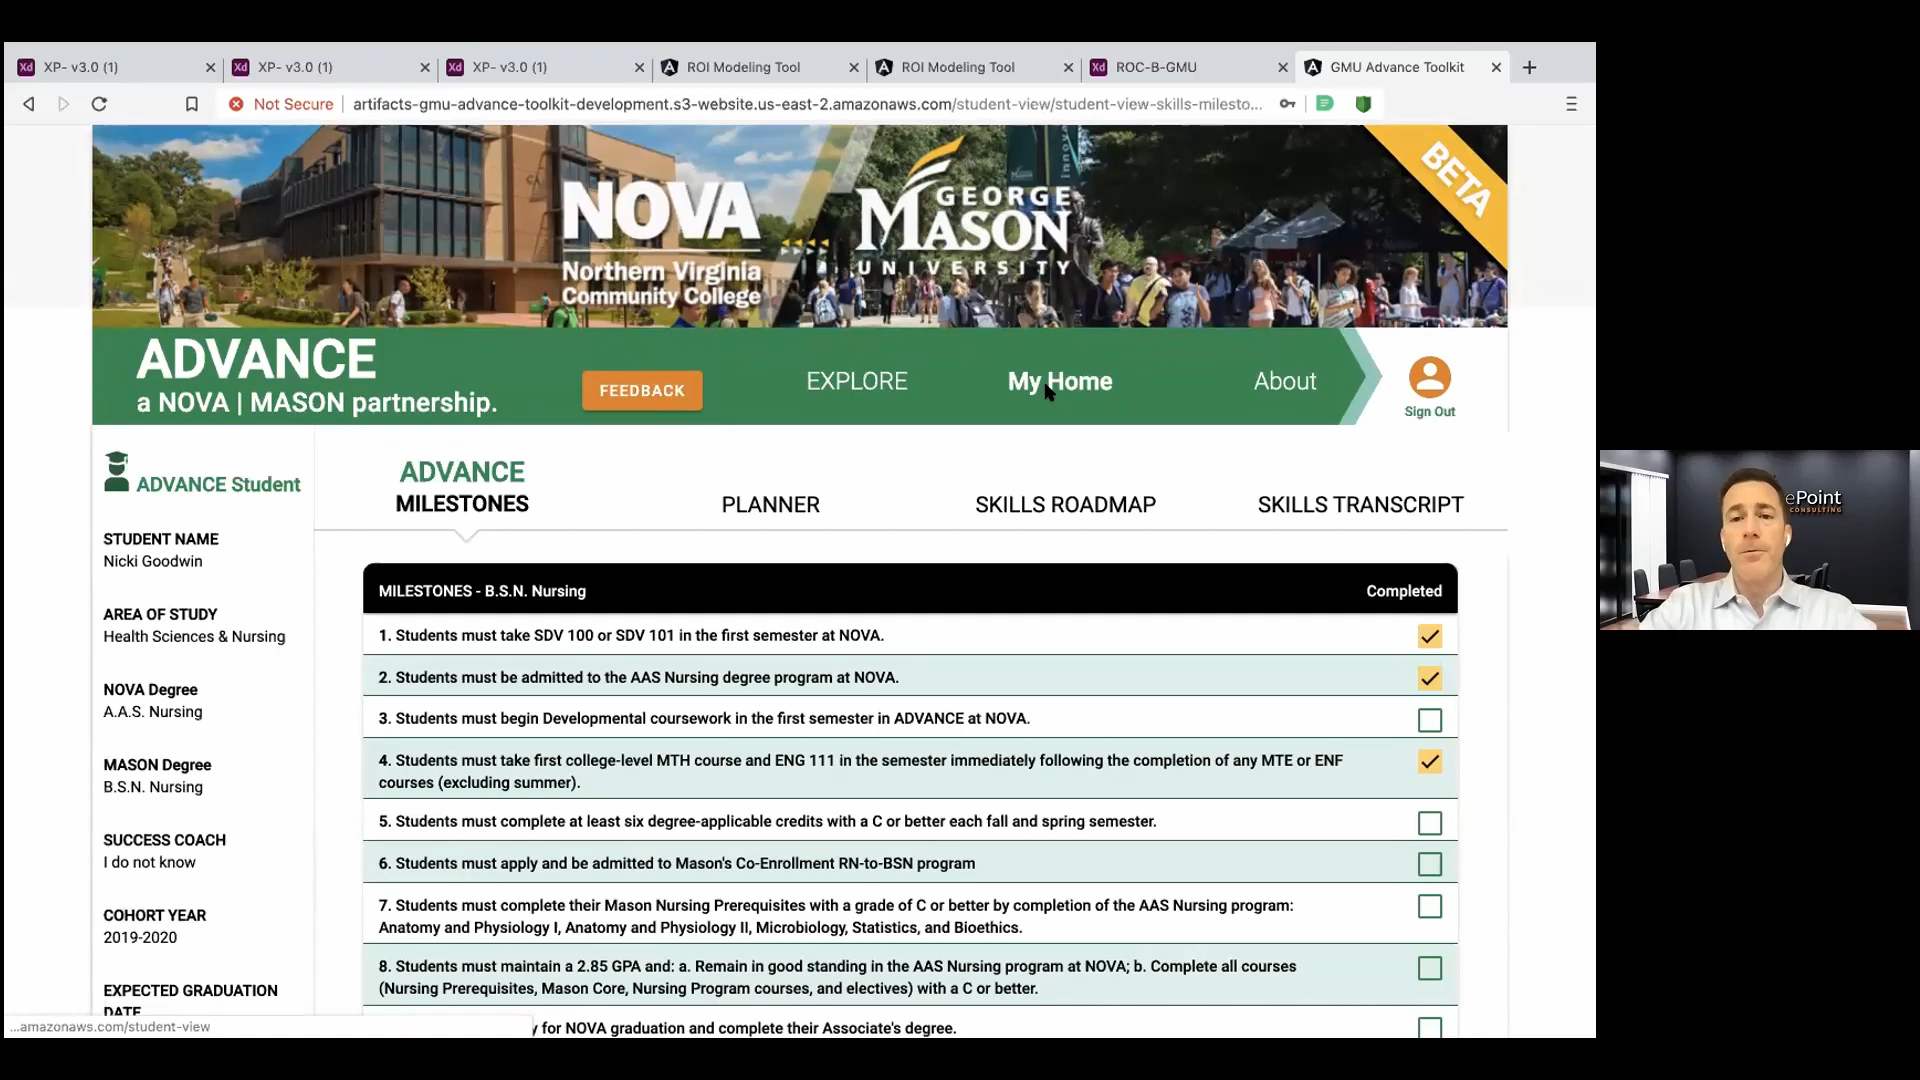 XP- v3.0 (1)
XP- v3.0 (1)
XP- v3.0 (1)
ROI Modeling Tool
ROI Modeling Tool
ROC-B-GMU
GMU Advance Toolkit
Not Secure
artifacts-gmu-advance-toolkit-development.s3-website.us-east-2.amazonaws.com/student-view/student-view-skills-milesto...
NOVA
Northern Virginia
Community College
GEORGE
MASON
UNIVERSITY
BETA
ADVANCE
a NOVA | MASON partnership.
FEEDBACK
EXPLORE
My Home
About
Sign Out
ADVANCE Student
STUDENT NAME
Nicki Goodwin
AREA OF STUDY
Health Sciences & Nursing
NOVA Degree
A.A.S. Nursing
MASON Degree
B.S.N. Nursing
SUCCESS COACH
I do not know
COHORT YEAR
2019-2020
EXPECTED GRADUATION
DATE
...amazonaws.com/student-view
ADVANCE
MILESTONES
PLANNER
SKILLS ROADMAP
SKILLS TRANSCRIPT
MILESTONES - B.S.N. Nursing
Completed
1. Students must take SDV 100 or SDV 101 in the first semester at NOVA.
2. Students must be admitted to the AAS Nursing degree program at NOVA.
3. Students must begin Developmental coursework in the first semester in ADVANCE at NOVA.
4. Students must take first college-level MTH course and ENG 111 in the semester immediately following the completion of any MTE or ENF
courses (excluding summer).
5. Students must complete at least six degree-applicable credits with a C or better each fall and spring semester.
6. Students must apply and be admitted to Mason's Co-Enrollment RN-to-BSN program
7. Students must complete their Mason Nursing Prerequisites with a grade of C or better by completion of the AAS Nursing program:
Anatomy and Physiology I, Anatomy and Physiology II, Microbiology, Statistics, and Bioethics.
8. Students must maintain a 2.85 GPA and: a. Remain in good standing in the AAS Nursing program at NOVA; b. Complete all courses
(Nursing Prerequisites, Mason Core, Nursing Program courses, and electives) with a C or better.
y for NOVA graduation and complete their Associate's degree.
ePoint
CONSULTING